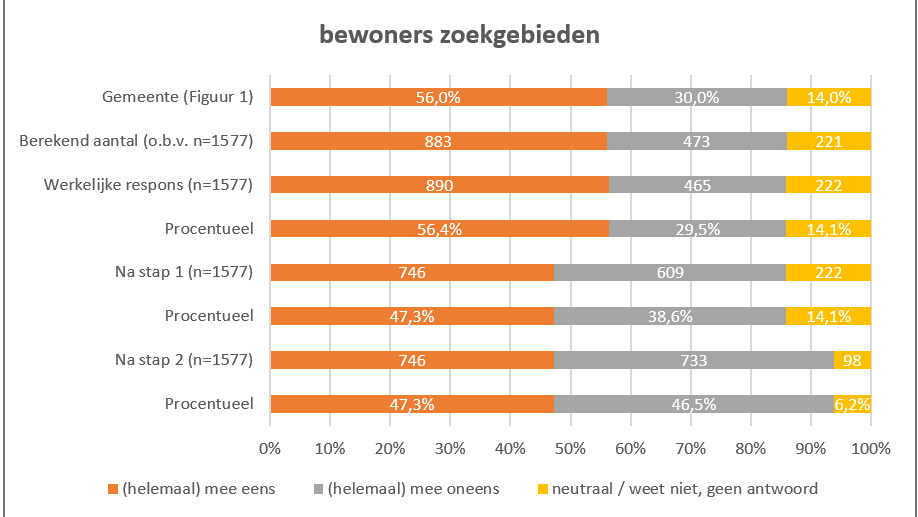 bewoners zoekgebieden
Gemeente (Figuur 1) 56,0% 30,0% 14,0%
Berekend aantal (o.b.v. n=1577) 883 473 221
Werkelijke respons (n=1577) 890 465 222
Procentueel 56,4% 29,5% 14,1%
Na stap 1 (n=1577) 746 609 222
Procentueel 47,3% 38,6% 14,1%
Na stap 2 (n=1577) 746 733 98
Procentueel 47,3% 46,5% 6,2%
0% 10% 20% 30% 40% 50% 60% 70% 80% 90% 100%
(helemaal) mee eens (helemaal) mee oneens neutraal / weet niet, geen antwoord